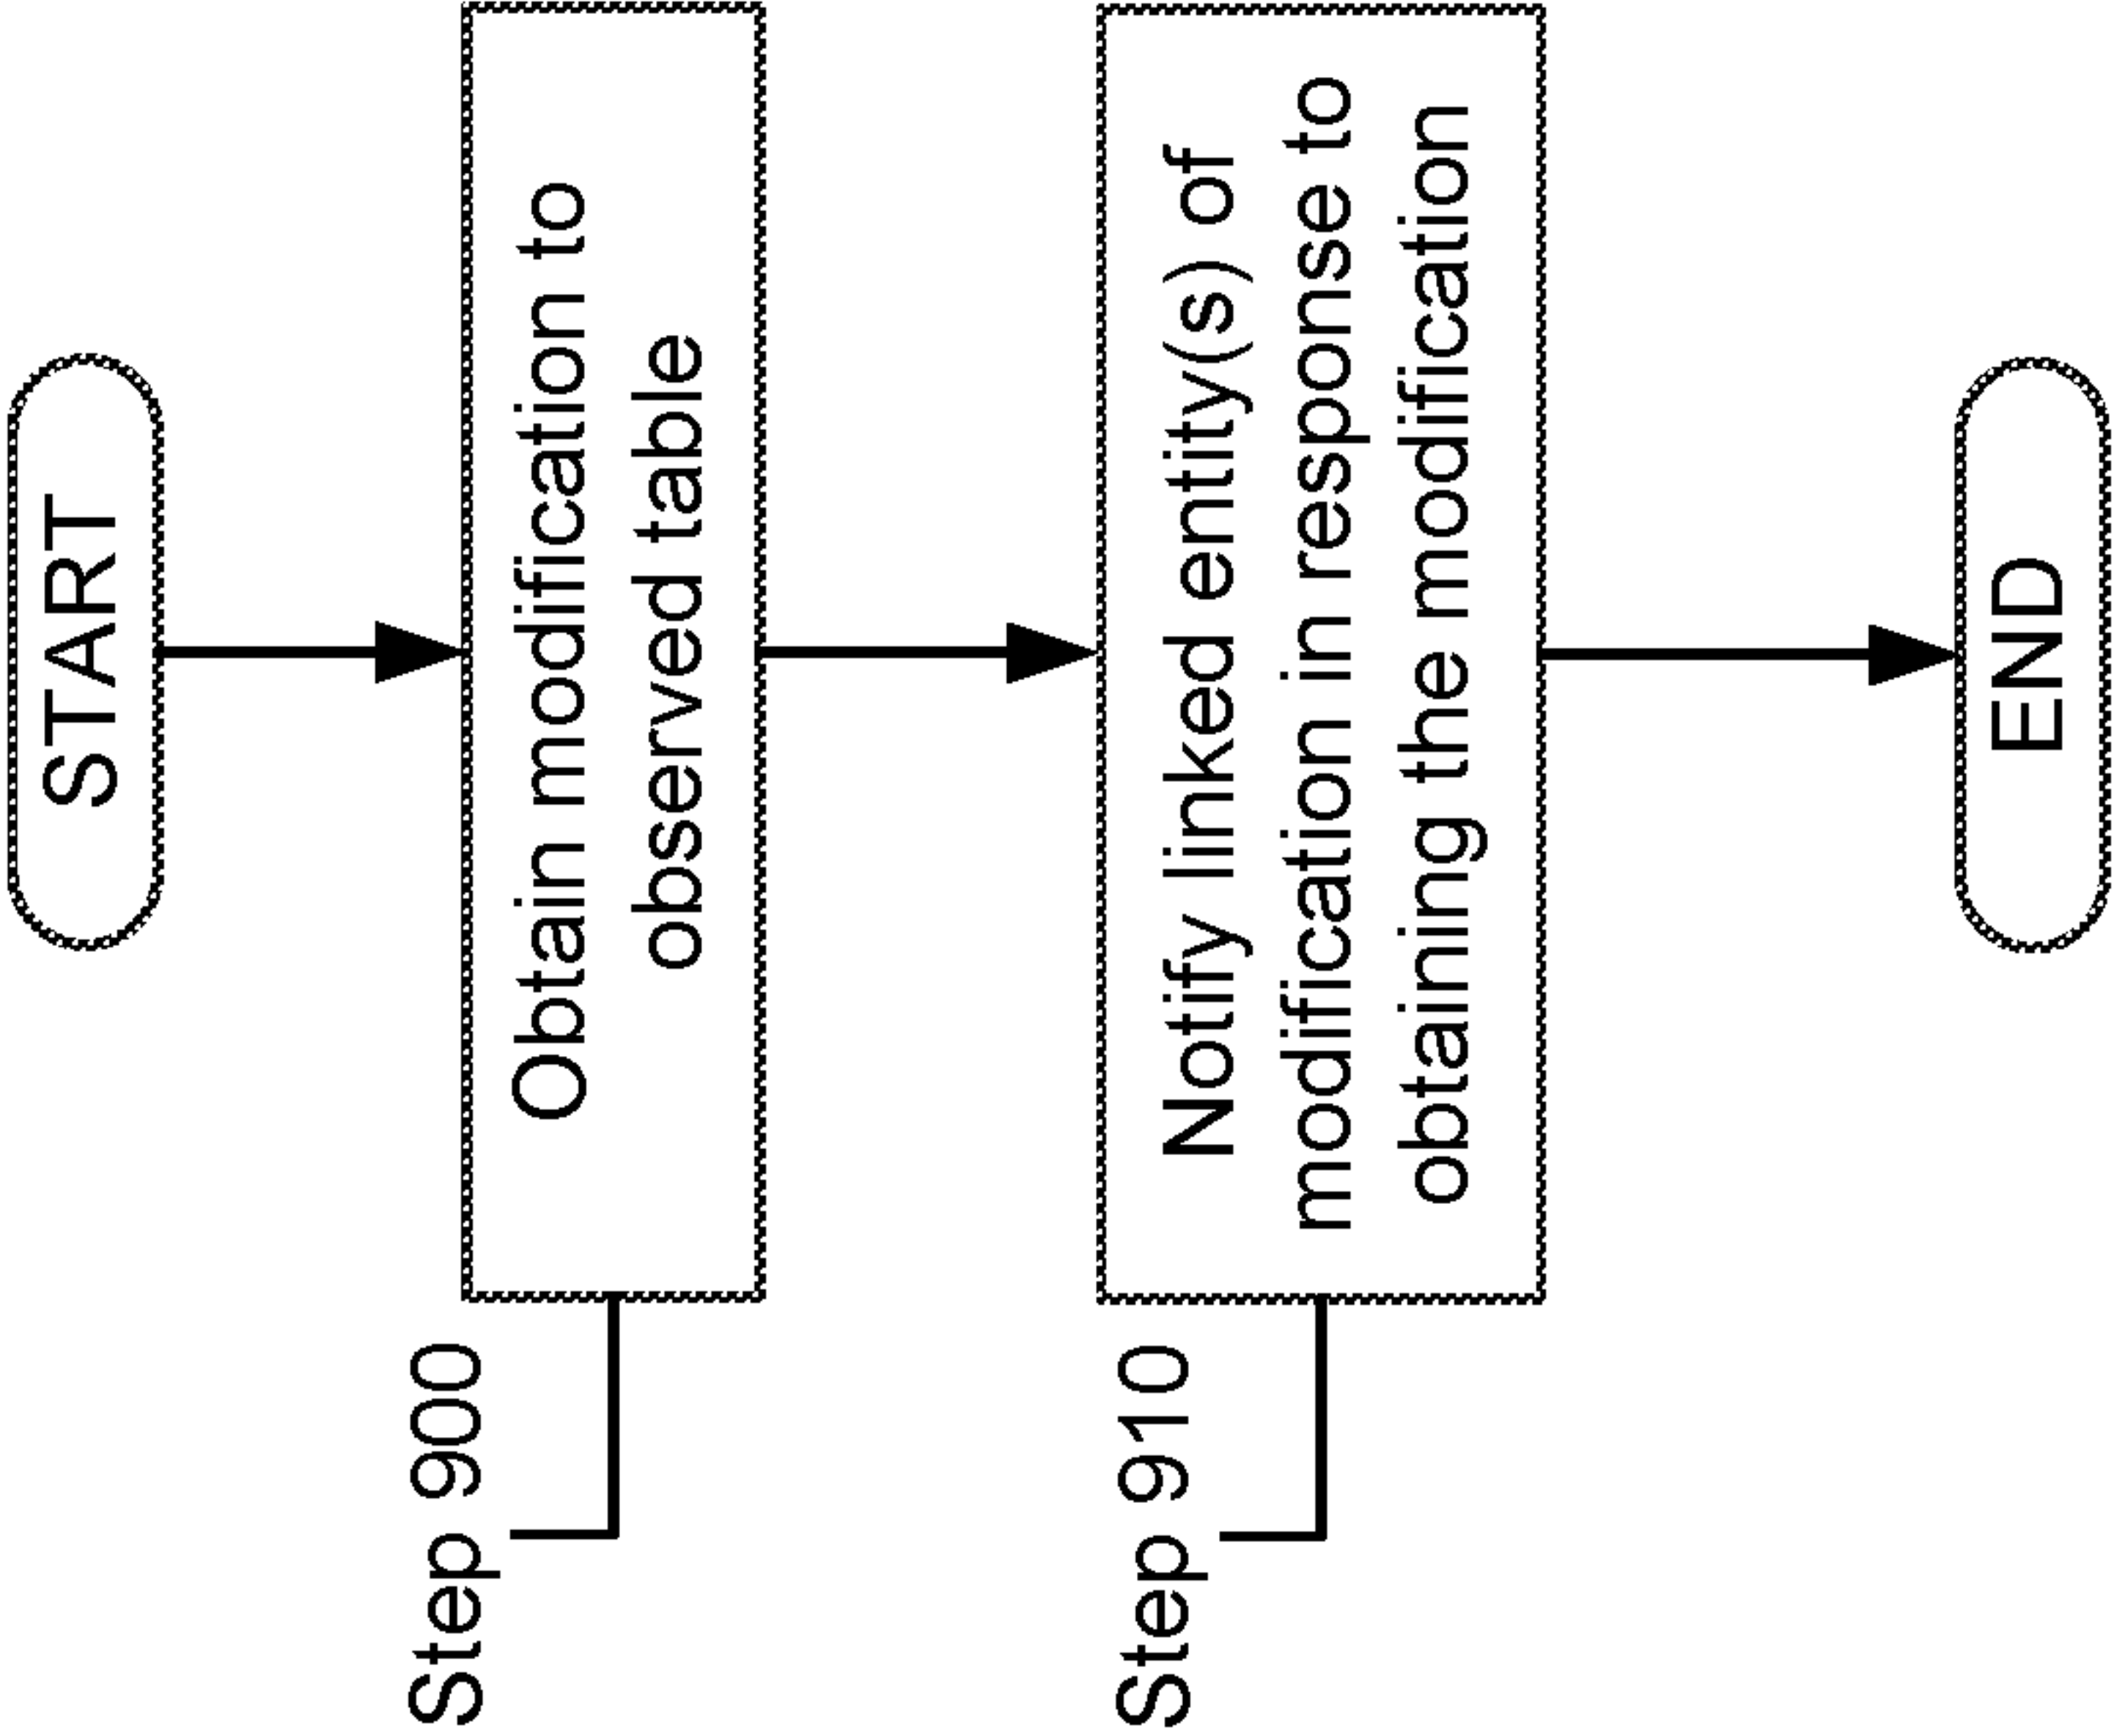 START
Step 900
Obtain modification to
observed table
Step 910
Notify linked entity(s) of
modification in response to
obtaining the modification
END